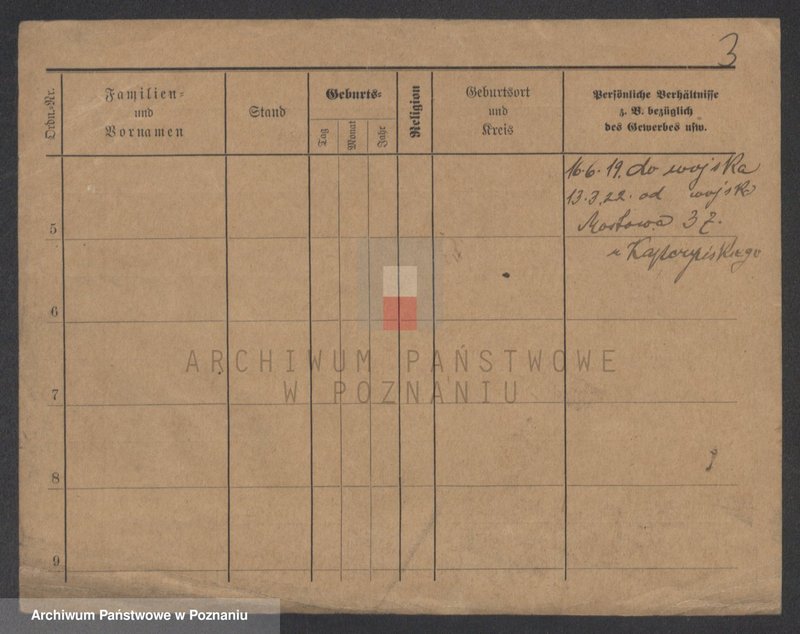 3
Ordn.-Nr.
Familien-
und
Vornamen
Stand
Geburts-
Tag
Monat
Jahr
Religion
Geburtsort
und
Kreis
Persönliche Verhältnisse
z. B. bezüglich
des Gewerbes usw.
16.6.19. do wojska
13.3.22. od wojska
5
Mostowa 37.
u
6
ARCHIWUM PAŃSTWOWE
W POZNANIU
7
8
9
Archiwum Państwowe w Poznaniu